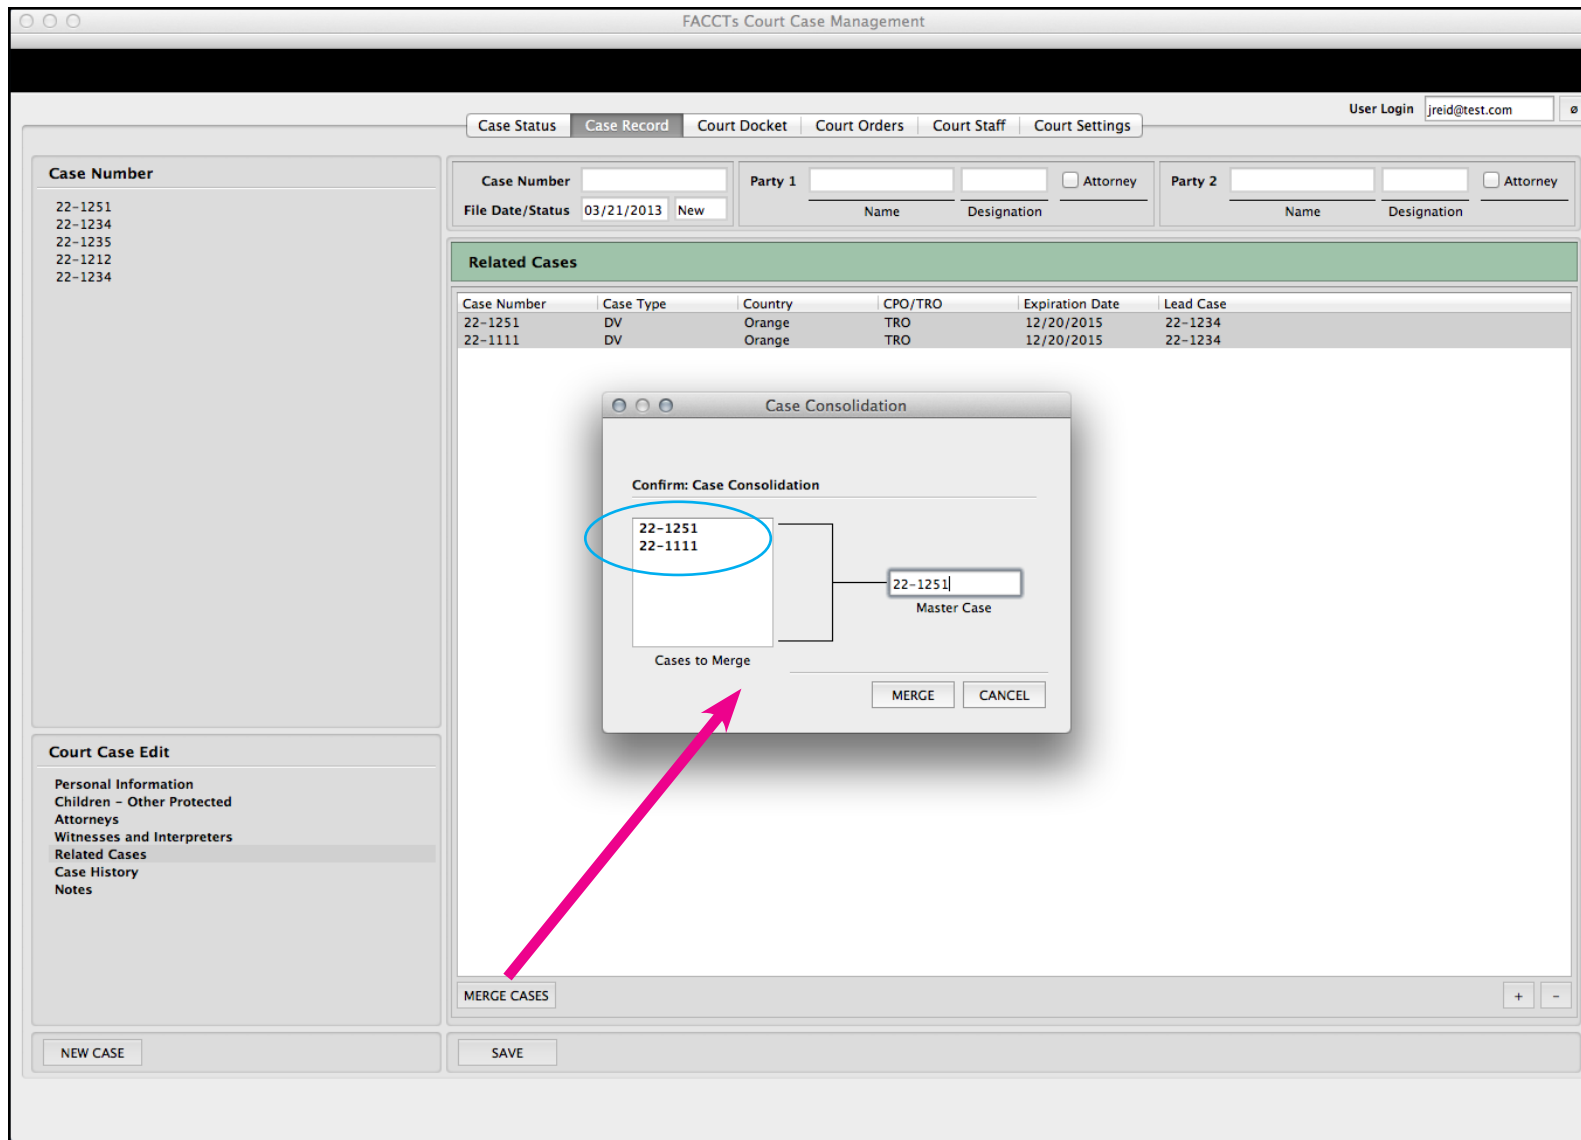 FACCTs Court Case Management
User Login jreid@test.com ø
Case Status Case Record Court Docket Court Orders Court Staff Court Settings
Case Number
22-1251
22-1234
22-1235
22-1212
22-1234
Case Number Party 1 Attorney Party 2 Attorney
File Date/Status 03/21/2013 New Name Designation Name Designation
Related Cases
Case Number Case Type Country CPO/TRO Expiration Date Lead Case
22-1251 DV Orange TRO 12/20/2015 22-1234
22-1111 DV Orange TRO 12/20/2015 22-1234
Case Consolidation
Confirm: Case Consolidation
22-1251
22-1111
22-1251
Master Case
Cases to Merge
MERGE CANCEL
Court Case Edit
Personal Information
Children - Other Protected
Attorneys
Witnesses and Interpreters
Related Cases
Case History
Notes
MERGE CASES + -
NEW CASE SAVE